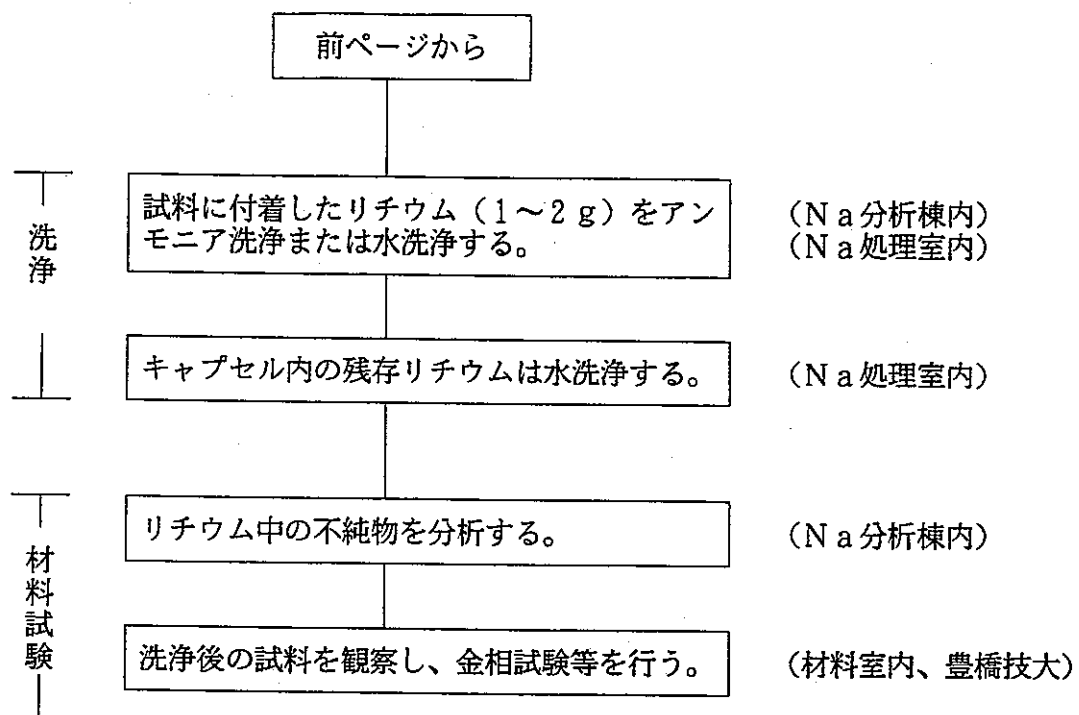 前ページから
洗浄
試料に付着したリチウム（1～2ｇ）をアン
モニア洗浄または水洗浄する。
（Ｎａ分析棟内）
（Ｎａ処理室内）
キャプセル内の残存リチウムは水洗浄する。
（Ｎａ処理室内）
材料試験
リチウム中の不純物を分析する。
（Ｎａ分析棟内）
洗浄後の試料を観察し、金相試験等を行う。
（材料室内、豊橋技大）